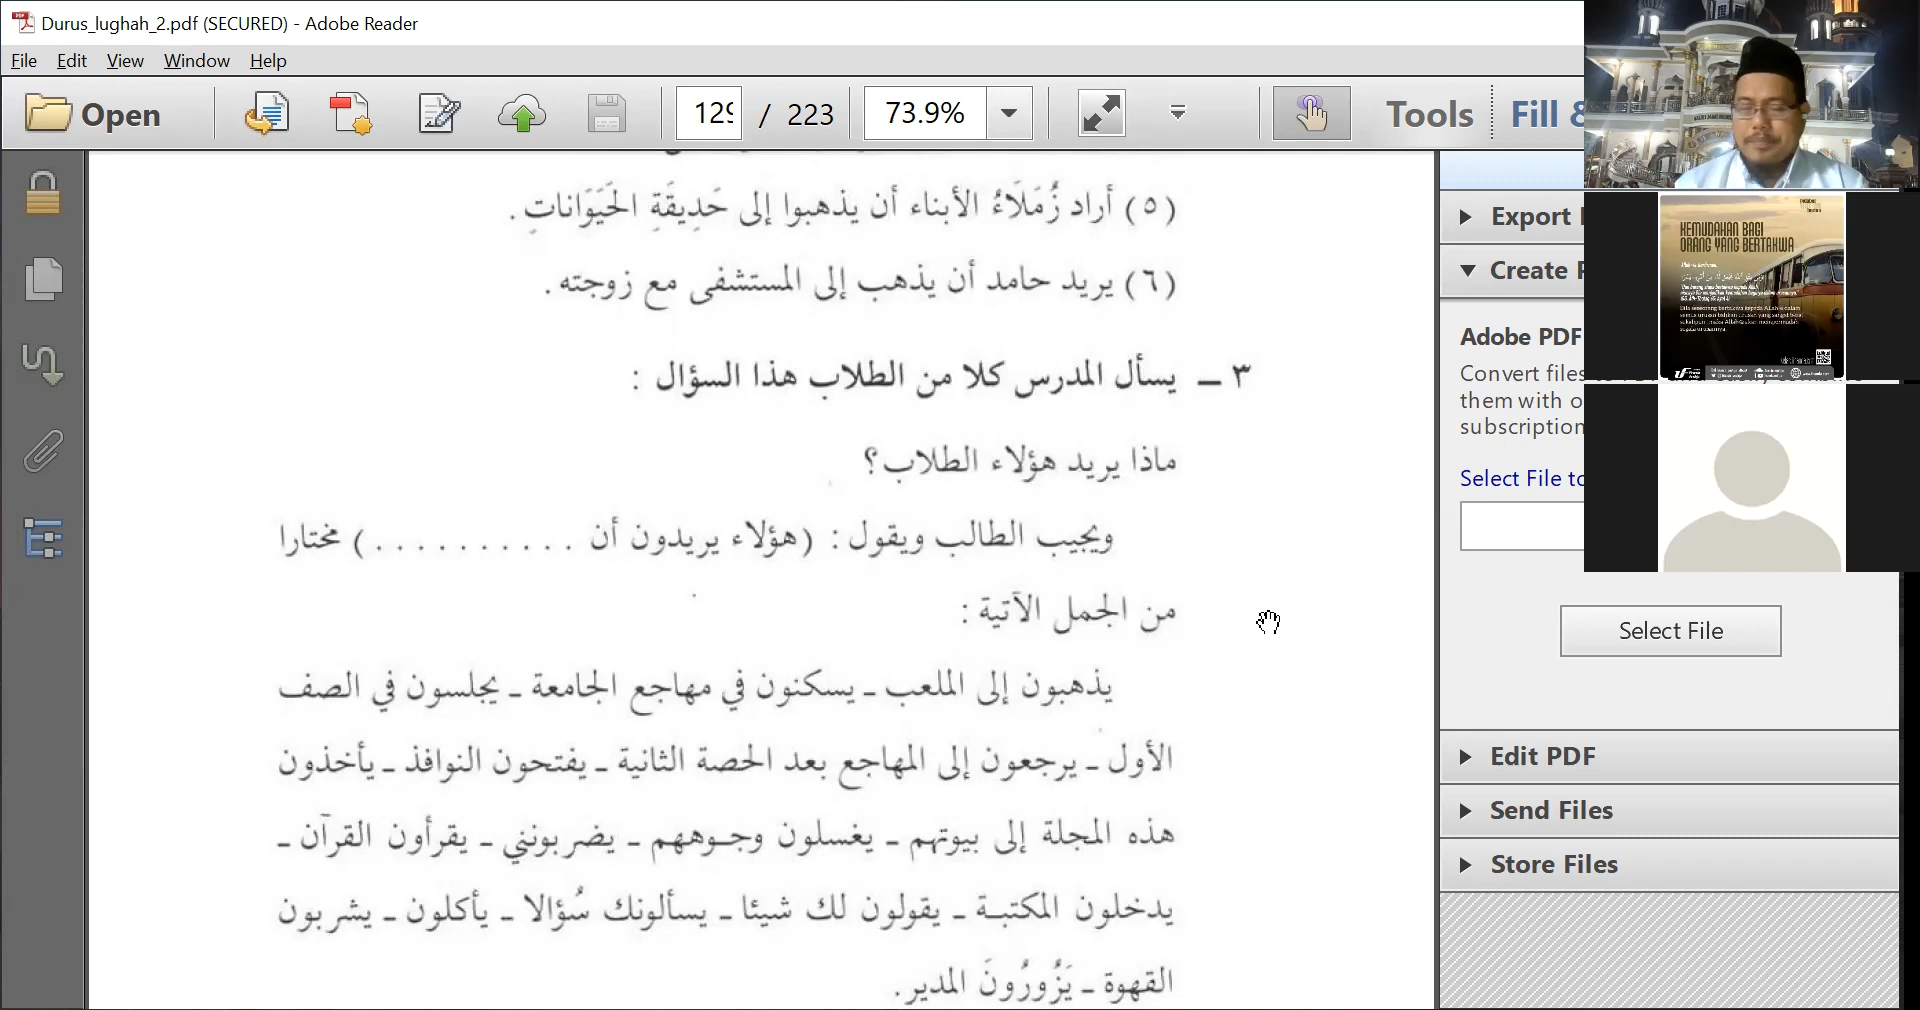 Durus_lughah_2.pdf (SECURED) - Adobe Reader
File Edit View Window Help
Open 129 / 223 73.9% Tools Fill &
(٥) أراد زُمَلَاءُ الأبناء أن يذهبوا إلى حَدِيقَةِ الحَيَوَاناتِ .
(٦) يريد حامد أن يذهب إلى المستشفى مع زوجته .
٣ ــ يسأل المدرس كلا من الطلاب هذا السؤال :
ماذا يريد هؤلاء الطلاب؟
ويجيب الطالب ويقول : (هؤلاء يريدون أن . . . . . . . . . . ) مختارا
من الجمل الآتية :
يذهبون إلى الملعب ـ يسكنون في مهاجع الجامعة ـ يجلسون في الصف
الأول ـ يرجعون إلى المهاجع بعد الحصة الثانية ـ يفتحون النوافذ ـ يأخذون
هذه المجلة إلى بيوتهم ـ يغسلون وجوههم ـ يضربونني ـ يقرأون القرآن ـ
يدخلون المكتبة ـ يقولون لك شيئا ـ يسألونك سُؤالا ـ يأكلون ـ يشربون
القهوة ـ يَزُورُونَ المدير.
Export
Create
Adobe PDF
Convert files
them with o
subscription
Select File to
Select File
Edit PDF
Send Files
Store Files
KEMUDAHAN BAGI
ORANG YANG BERTAKWA